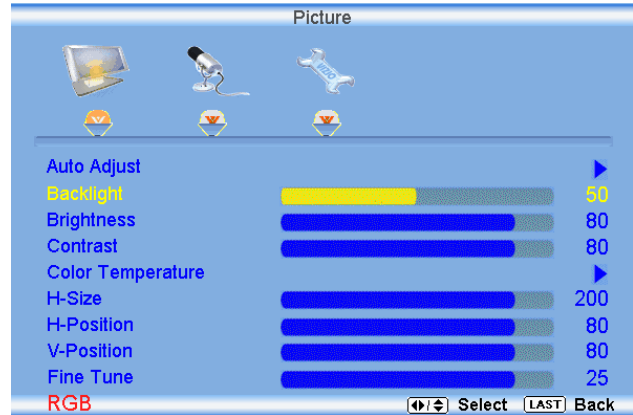 Picture
VIZIO
Auto Adjust
Backlight 50
Brightness 80
Contrast 80
Color Temperature
H-Size 200
H-Position 80
V-Position 80
Fine Tune 25
RGB Select LAST Back